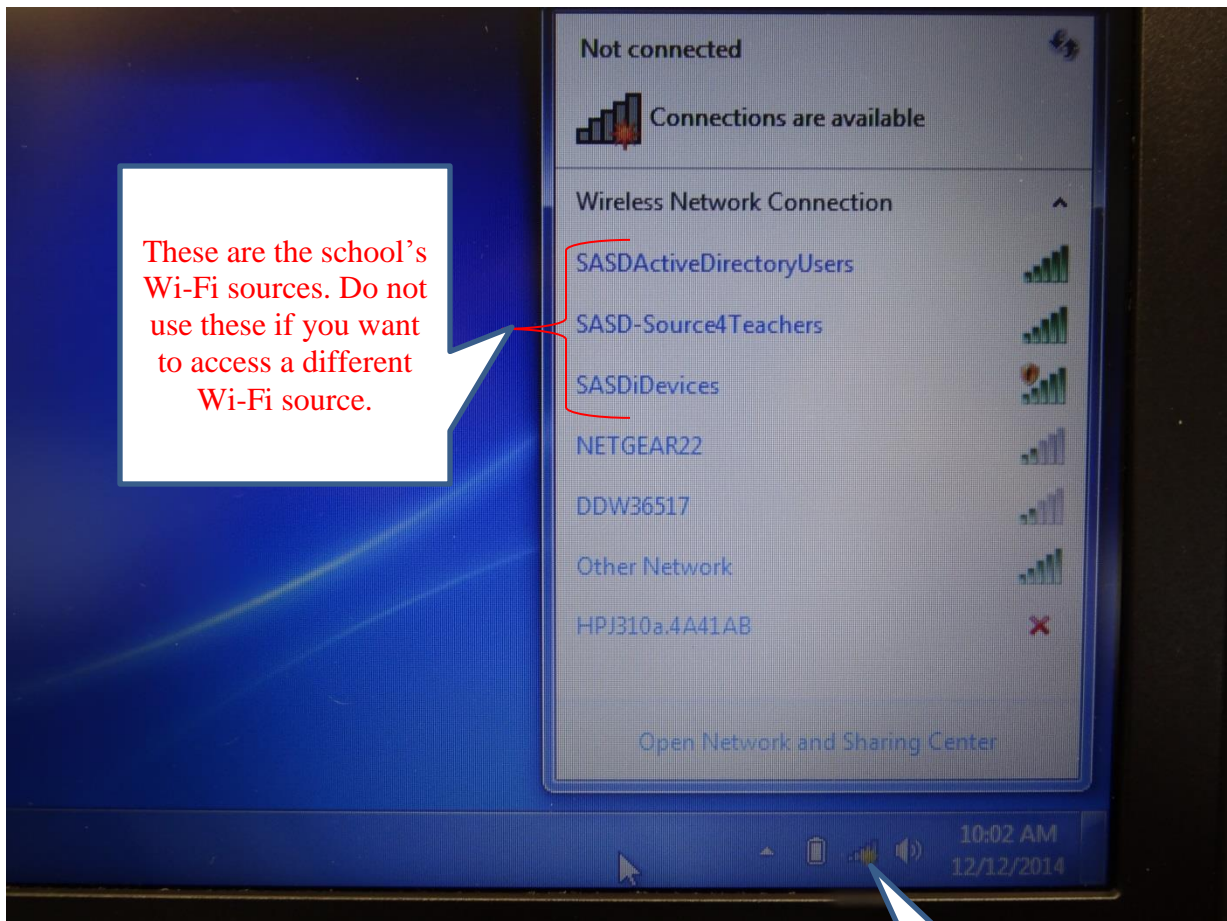 Not connected
Connections are available
Wireless Network Connection
These are the school’s
Wi-Fi sources. Do not
use these if you want
to access a different
Wi-Fi source.
SASDActiveDirectoryUsers
SASD-Source4Teachers
SASDiDevices
NETGEAR22
DDW36517
Other Network
HPJ310a.4A41AB
Open Network and Sharing Center
10:02 AM
12/12/2014